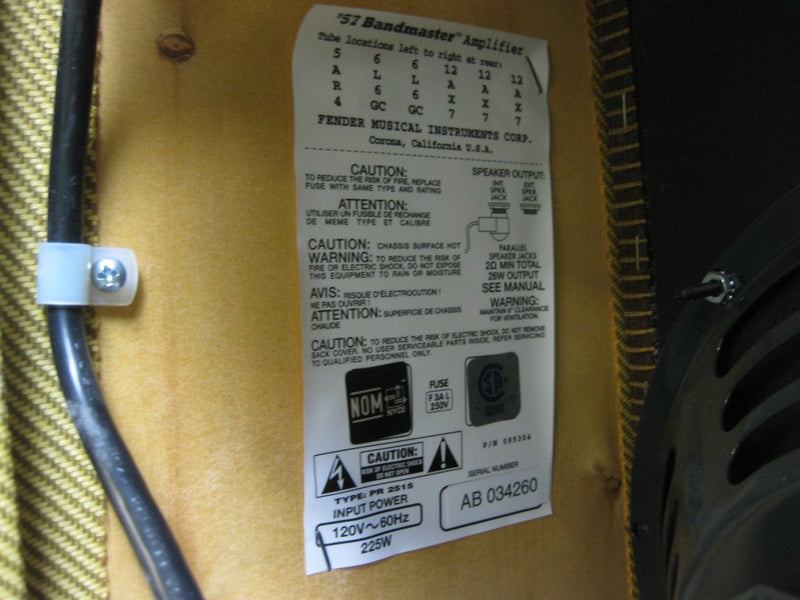 '57 Bandmaster™ Amplifier
Tube locations left to right at rear:
5 6 6 12 12 12
A L L A A A
R 6 6 X X X
4 GC GC 7 7 7
FENDER MUSICAL INSTRUMENTS CORP.
Corona, California U.S.A.
CAUTION:
TO REDUCE THE RISK OF FIRE, REPLACE
FUSE WITH SAME TYPE AND RATING
ATTENTION:
UTILISER UN FUSIBLE DE RECHANGE
DE MEME TYPE ET CALIBRE
CAUTION: CHASSIS SURFACE HOT
WARNING: TO REDUCE THE RISK OF
FIRE OR ELECTRIC SHOCK, DO NOT EXPOSE
THIS EQUIPMENT TO RAIN OR MOISTURE
AVIS: RISQUE D'ÉLECTROCUTION !
NE PAS OUVRIR !
ATTENTION: SUPERFICIE DE CHASSIS
CHAUDE
SPEAKER OUTPUT:
INT. EXT.
SPKR. SPKR.
JACK JACK
PARALLEL
SPEAKER JACKS
2Ω MIN TOTAL
26W OUTPUT
SEE MANUAL
WARNING:
MAINTAIN 6" CLEARANCE
FOR VENTILATION.
CAUTION: TO REDUCE THE RISK OF ELECTRIC SHOCK, DO NOT REMOVE
BACK COVER. NO USER SERVICEABLE PARTS INSIDE. REFER SERVICING
TO QUALIFIED PERSONNEL ONLY.
NOM
NYCE
FUSE
F 3A L
250V
P/N 095354
CAUTION:
RISK OF ELECTRIC SHOCK
DO NOT OPEN
TYPE: PR 2515
INPUT POWER
120V~60Hz
225W
SERIAL NUMBER
AB 034260